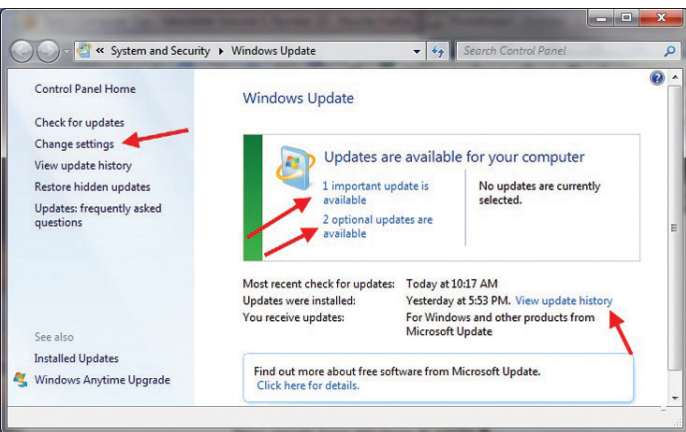 « System and Security ▸ Windows Update
Search Control Panel
Control Panel Home
Check for updates
Change settings
View update history
Restore hidden updates
Updates: frequently asked
questions
See also
Installed Updates
Windows Anytime Upgrade
Windows Update
Updates are available for your computer
1 important update is
available
2 optional updates are
available
No updates are currently
selected.
Most recent check for updates: Today at 10:17 AM
Updates were installed: Yesterday at 5:53 PM. View update history
You receive updates: For Windows and other products from
Microsoft Update
Find out more about free software from Microsoft Update.
Click here for details.